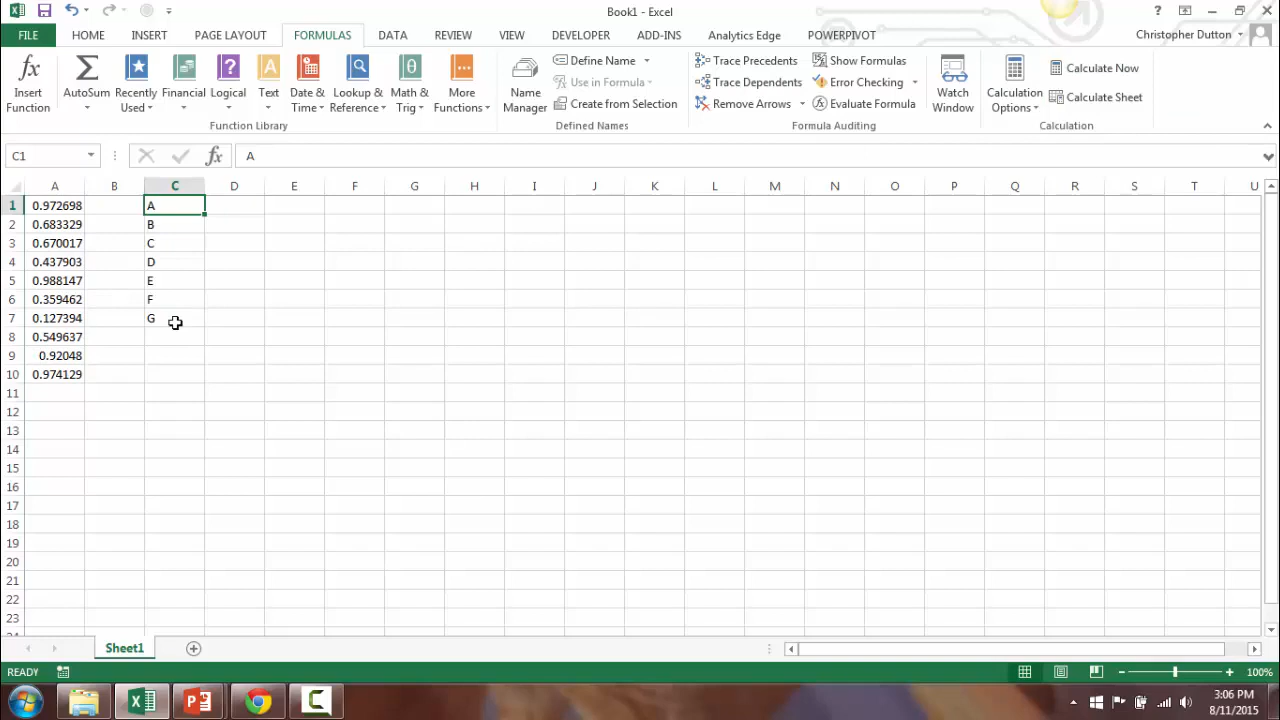 Book1 - Excel
?
FILE HOME INSERT PAGE LAYOUT FORMULAS DATA REVIEW VIEW DEVELOPER ADD-INS Analytics Edge POWERPIVOT Christopher Dutton
fx Σ ? A θ
Insert Function
AutoSum
Recently Used
Financial
Logical
Text
Date & Time
Lookup & Reference
Math & Trig
More Functions
Function Library
Name Manager
Define Name
Use in Formula
Create from Selection
Defined Names
Trace Precedents
Trace Dependents
Remove Arrows
Show Formulas
Error Checking
Evaluate Formula
Formula Auditing
Watch Window
Calculation Options
Calculate Now
Calculate Sheet
Calculation
C1 fx A
A B C D E F G H I J K L M N O P Q R S T U
1 0.972698 A
2 0.683329 B
3 0.670017 C
4 0.437903 D
5 0.988147 E
6 0.359462 F
7 0.127394 G
8 0.549637
9 0.92048
10 0.974129
11
12
13
14
15
16
17
18
19
20
21
22
23
24
Sheet1
READY 100%
3:06 PM
8/11/2015